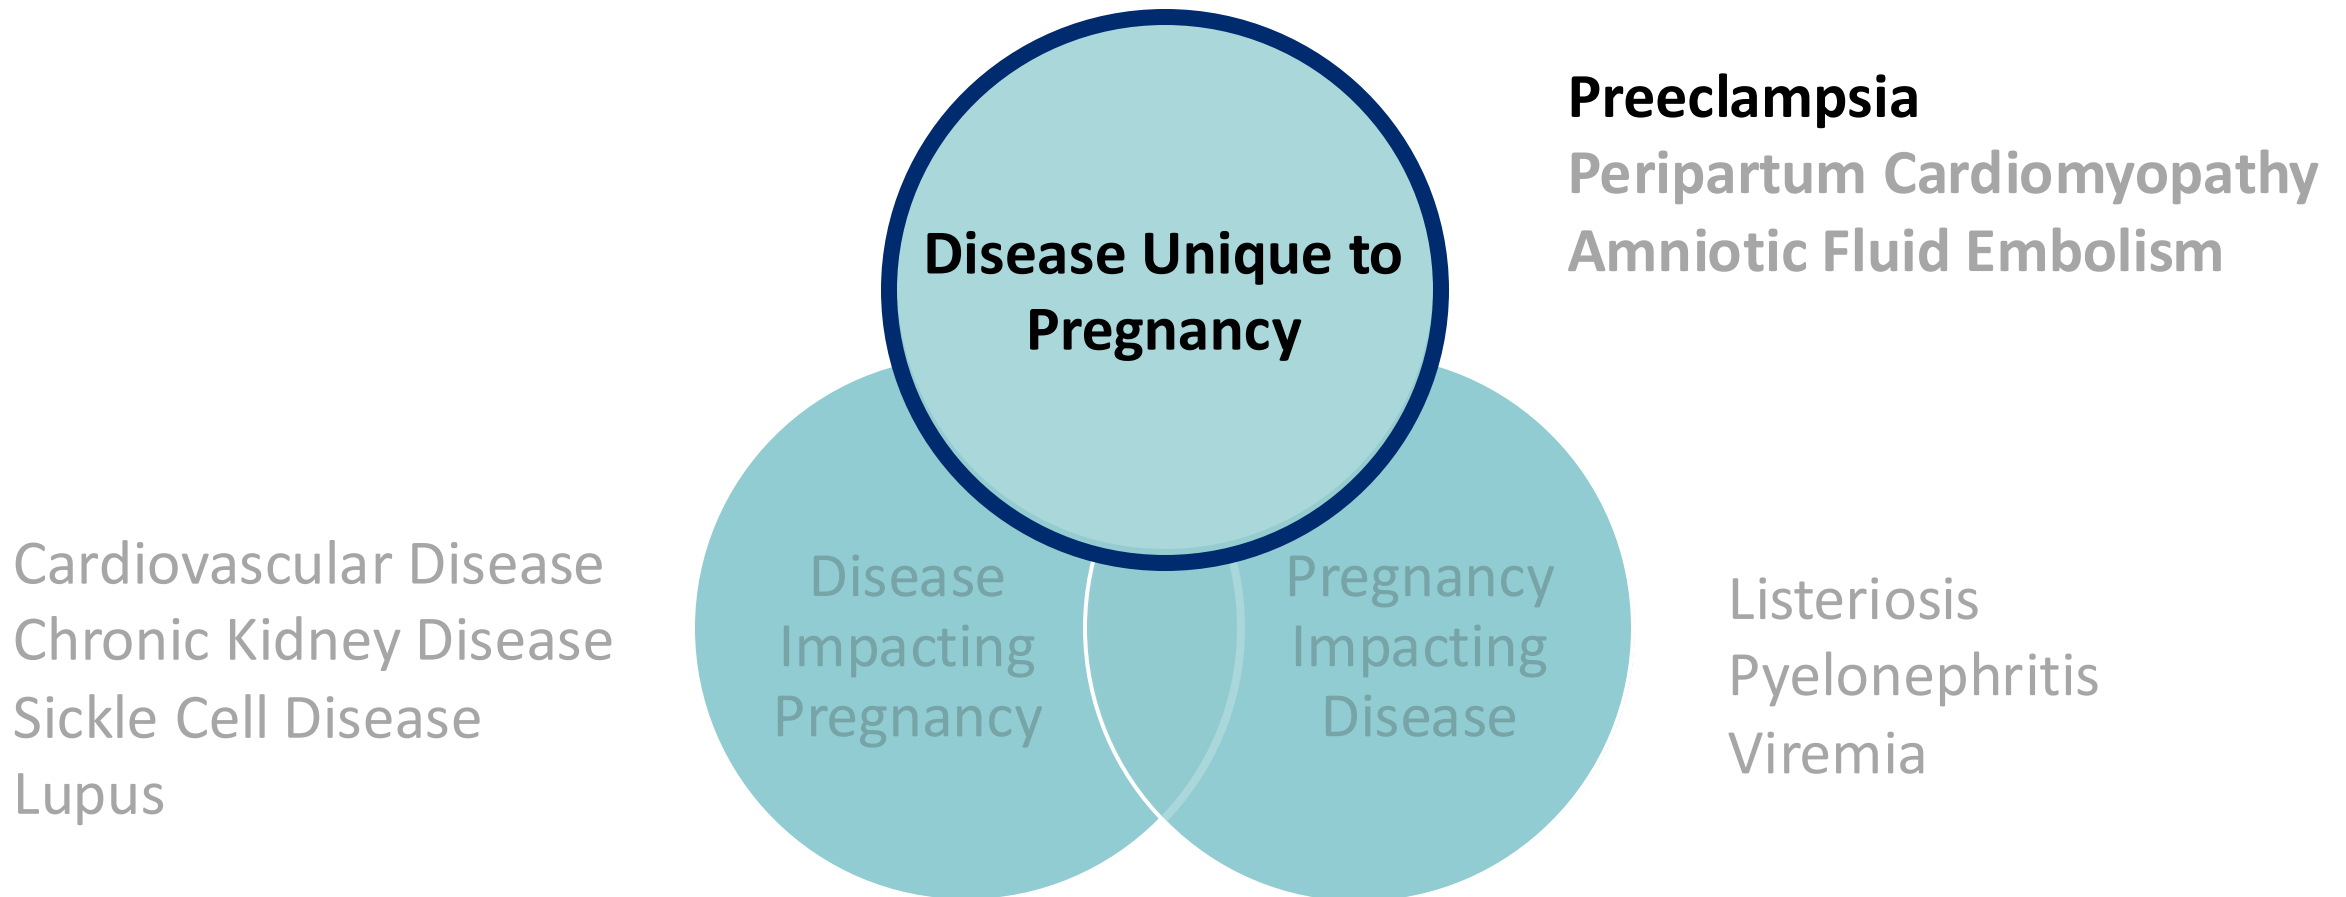 Preeclampsia
Peripartum Cardiomyopathy
Amniotic Fluid Embolism
Disease Unique to
Pregnancy
Cardiovascular Disease
Chronic Kidney Disease
Sickle Cell Disease
Lupus
Disease
Impacting
Pregnancy
Pregnancy
Impacting
Disease
Listeriosis
Pyelonephritis
Viremia